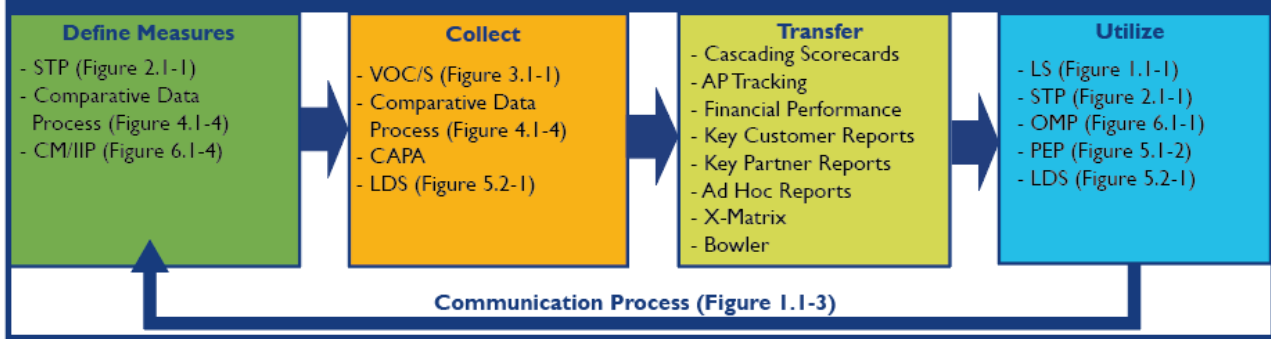 Define Measures
- STP (Figure 2.1-1)
- Comparative Data
Process (Figure 4.1-4)
- CM/IIP (Figure 6.1-4)
Collect
- VOC/S (Figure 3.1-1)
- Comparative Data
Process (Figure 4.1-4)
- CAPA
- LDS (Figure 5.2-1)
Transfer
- Cascading Scorecards
- AP Tracking
- Financial Performance
- Key Customer Reports
- Key Partner Reports
- Ad Hoc Reports
- X-Matrix
- Bowler
Utilize
- LS (Figure 1.1-1)
- STP (Figure 2.1-1)
- OMP (Figure 6.1-1)
- PEP (Figure 5.1-2)
- LDS (Figure 5.2-1)
Communication Process (Figure 1.1-3)